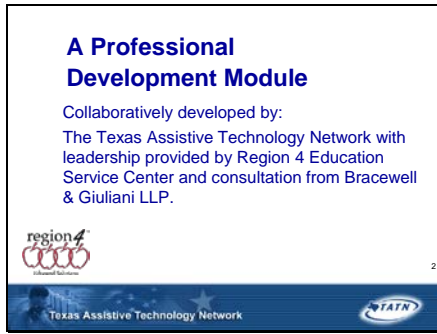 A Professional
Development Module
Collaboratively developed by:
The Texas Assistive Technology Network with
leadership provided by Region 4 Education
Service Center and consultation from Bracewell
& Giuliani LLP.
region4
2
Texas Assistive Technology Network
TATN